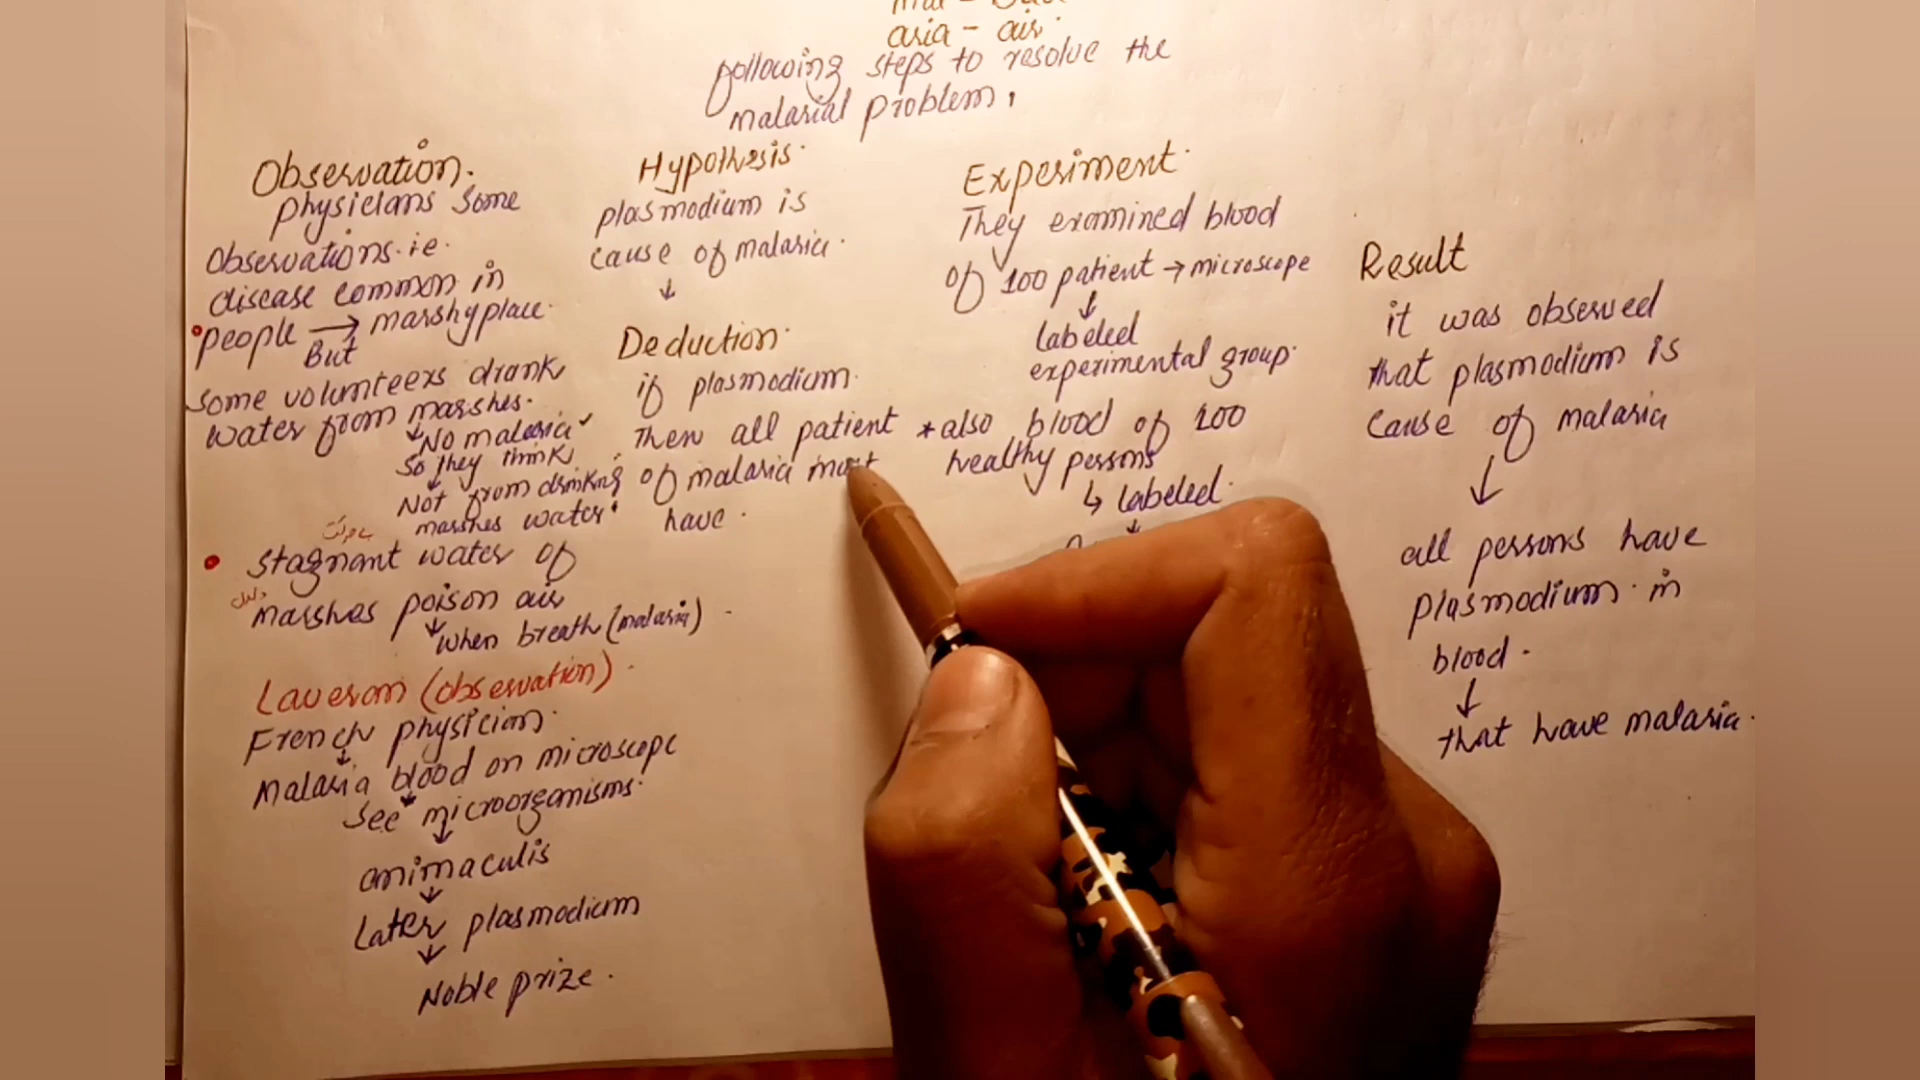 aria - air.
following steps to resolve the
malarial problem,
Observation.
physicians some
observations. ie.
disease common in
• people → marshy place.
But
some volunteers drank
water from marshes.
↓ No malaria ✓
So they think
↓
Not from drinking
marshes water.
• stagnant water of
marshes poison air
↓ when breath (malaria)
Laveran (observation).
French physician.
↓
Malaria blood on microscope
↓
see microorganisms.
↓
animaculis
↓
Later plasmodium
↓
Noble prize.
Hypothesis.
plasmodium is
cause of malaria.
↓
Deduction.
if plasmodium.
Then all patient
of malaria must
have.
Experiment.
They examined blood
of 100 patient → microscope
↓
labeled
experimental group.
* also blood of 100
healthy persons
↳ labeled.
↓
Result
it was observed
that plasmodium is
cause of malaria
↓
all persons have
plasmodium. in
blood.
↓
that have malaria.